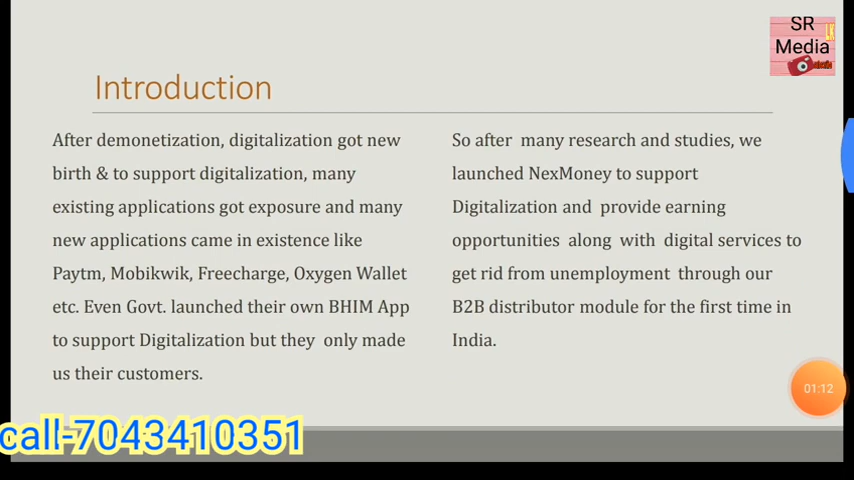 SR
Media
Introduction
After demonetization, digitalization got new
birth & to support digitalization, many
existing applications got exposure and many
new applications came in existence like
Paytm, Mobikwik, Freecharge, Oxygen Wallet
etc. Even Govt. launched their own BHIM App
to support Digitalization but they only made
us their customers.
So after many research and studies, we
launched NexMoney to support
Digitalization and provide earning
opportunities along with digital services to
get rid from unemployment through our
B2B distributor module for the first time in
India.
01:12
call-7043410351